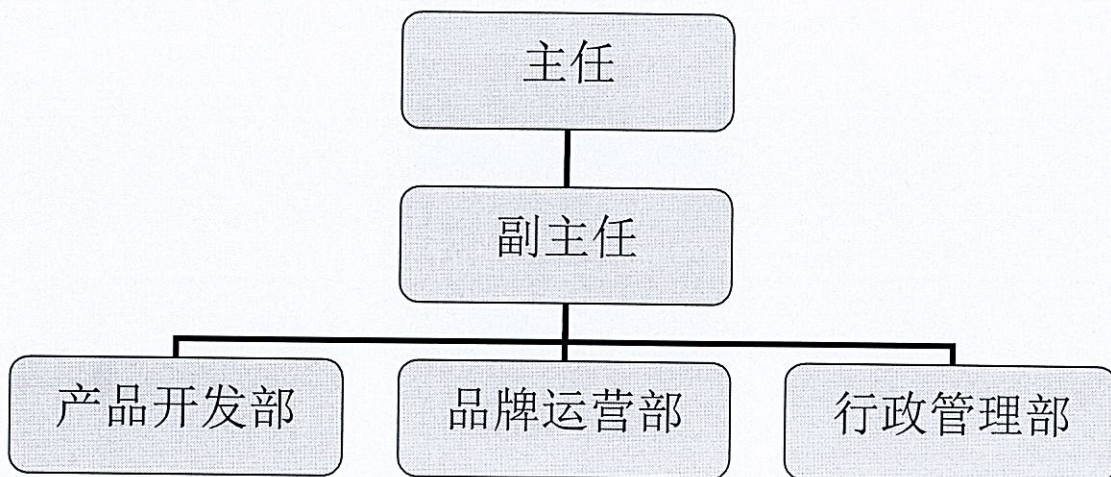 主任
副主任
产品开发部
品牌运营部
行政管理部